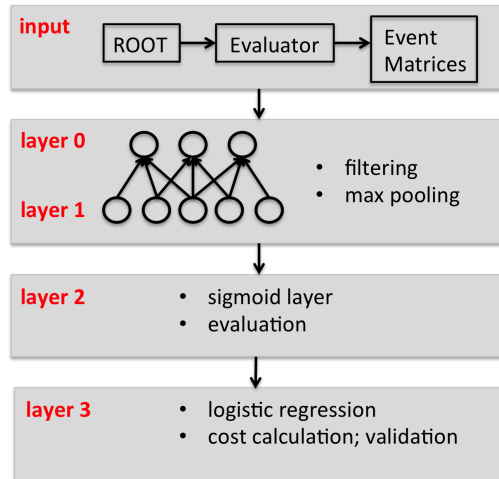 input
ROOT
Evaluator
Event
Matrices
layer 0
layer 1
• filtering
• max pooling
layer 2
• sigmoid layer
• evaluation
layer 3
• logistic regression
• cost calculation; validation